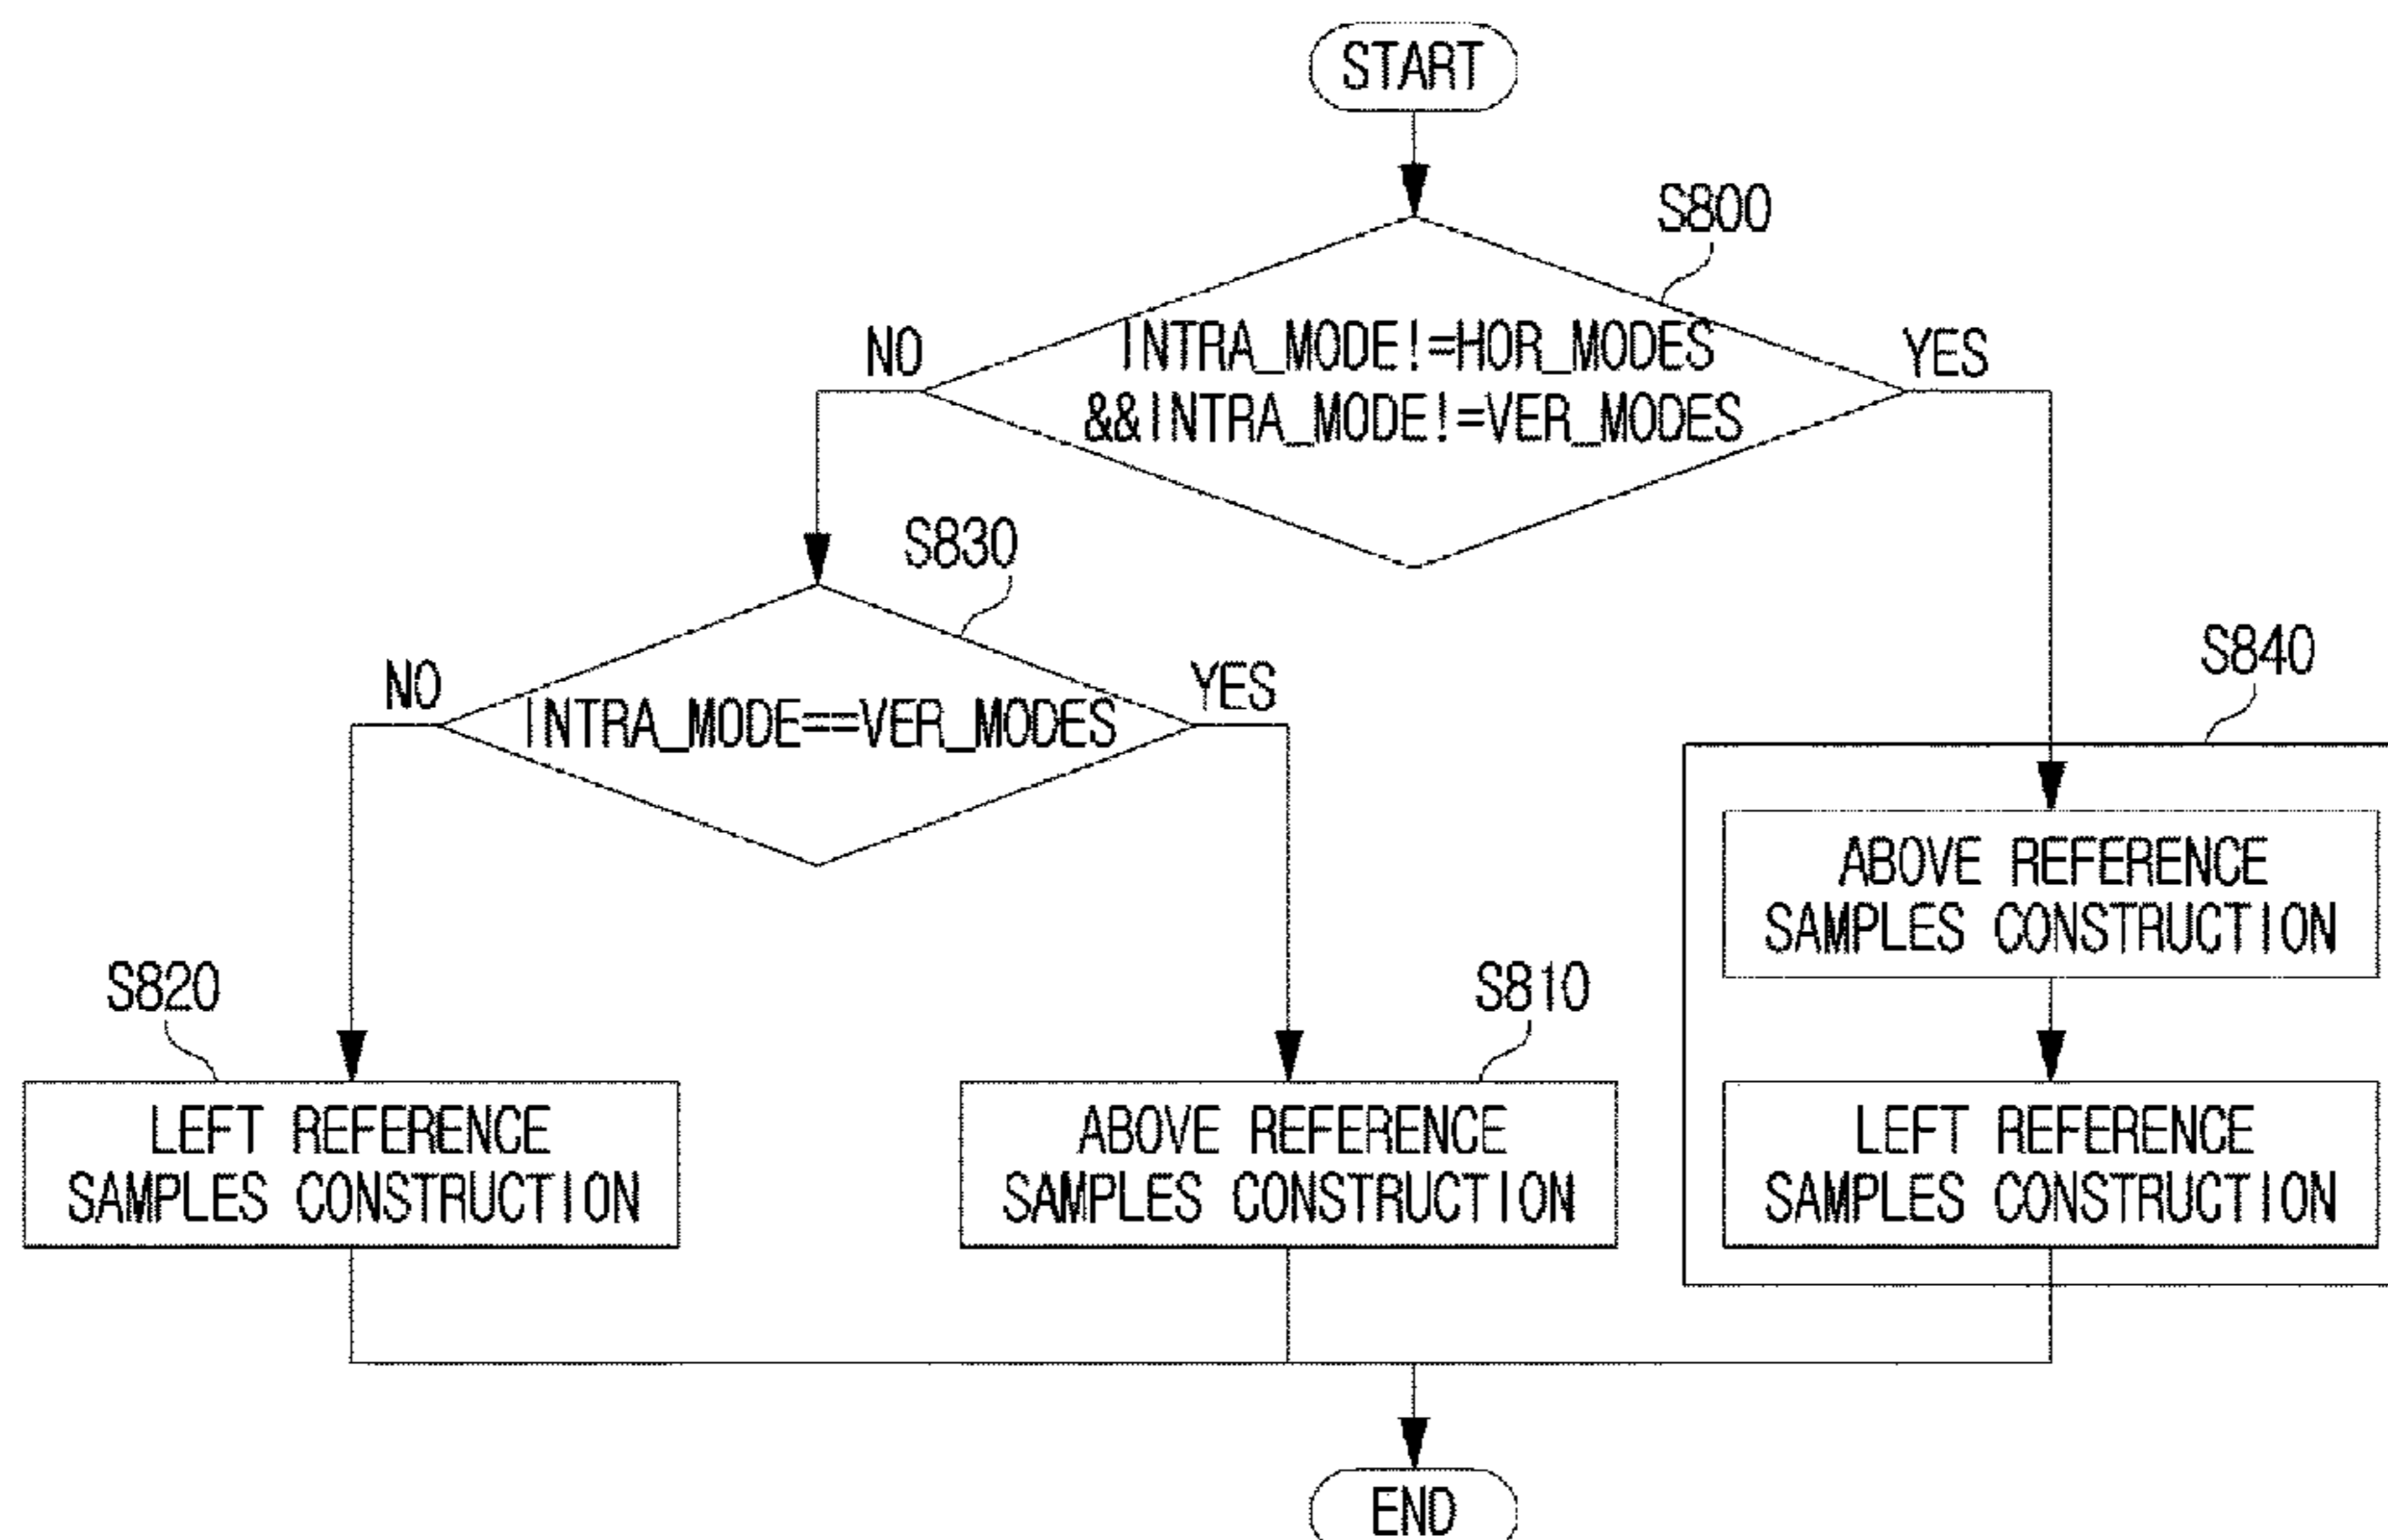 START
S800
INTRA_MODE!=HOR_MODES
&&INTRA_MODE!=VER_MODES
NO
YES
S830
INTRA_MODE==VER_MODES
NO
YES
S840
ABOVE REFERENCE
SAMPLES CONSTRUCTION
S820
LEFT REFERENCE
SAMPLES CONSTRUCTION
S810
ABOVE REFERENCE
SAMPLES CONSTRUCTION
LEFT REFERENCE
SAMPLES CONSTRUCTION
END